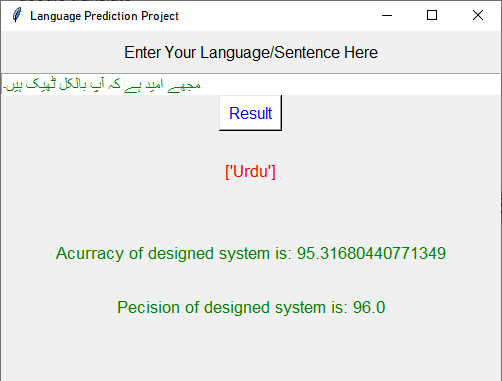 Language Prediction Project
Enter Your Language/Sentence Here
مجھے امید ہے کہ آپ بالکل ٹھیک ہیں۔
Result
['Urdu']
Acurracy of designed system is: 95.31680440771349
Pecision of designed system is: 96.0